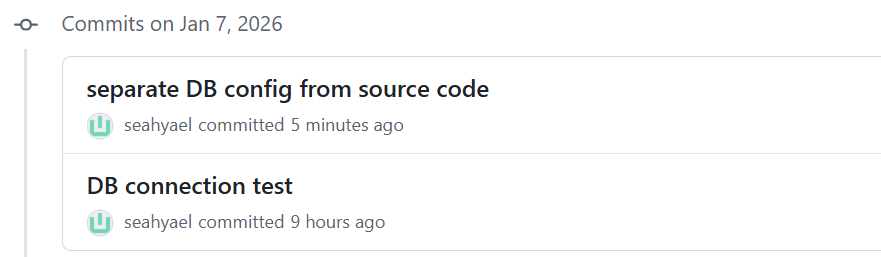 Commits on Jan 7, 2026
separate DB config from source code
seahyael committed 5 minutes ago
DB connection test
seahyael committed 9 hours ago